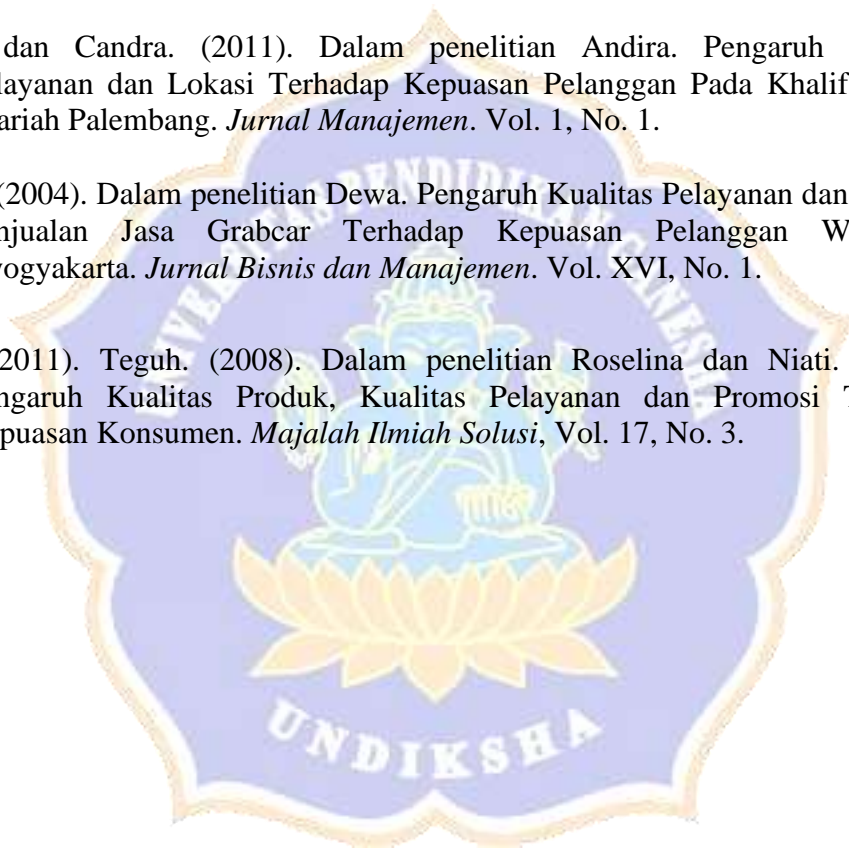 dan Candra. (2011). Dalam penelitian Andira. Pengaruh
layanan dan Lokasi Terhadap Kepuasan Pelanggan Pada Khalif
ariah Palembang. Jurnal Manajemen. Vol. 1, No. 1.
(2004). Dalam penelitian Dewa. Pengaruh Kualitas Pelayanan dan
njualan Jasa Grabcar Terhadap Kepuasan Pelanggan W
yogyakarta. Jurnal Bisnis dan Manajemen. Vol. XVI, No. 1.
2011). Teguh. (2008). Dalam penelitian Roselina dan Niati.
ngaruh Kualitas Produk, Kualitas Pelayanan dan Promosi T
puasan Konsumen. Majalah Ilmiah Solusi, Vol. 17, No. 3.
UNIVERSITAS PENDIDIKAN GANESHA
UNDIKSHA